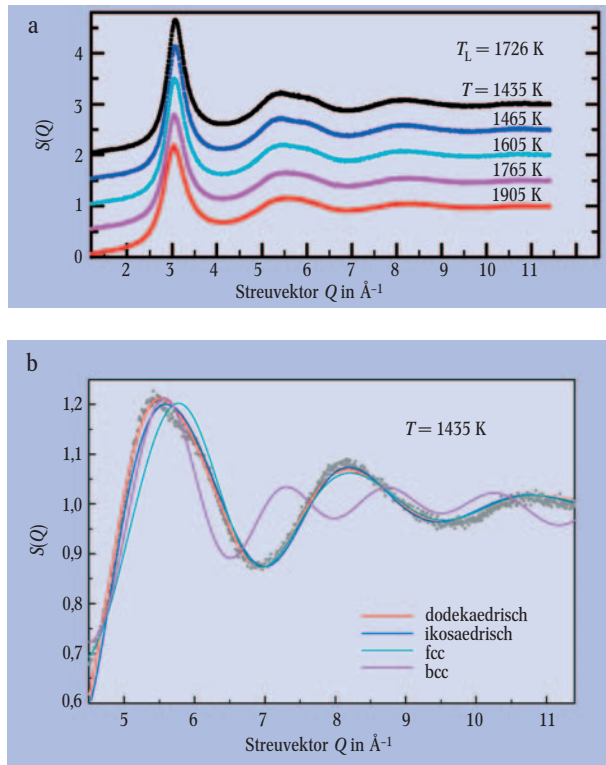 a
T_L = 1726 K
T = 1435 K
1465 K
1605 K
1765 K
1905 K
S(Q)
4
3
2
1
0
2 3 4 5 6 7 8 9 10 11
Streuvektor Q in Å⁻¹
b
T = 1435 K
S(Q)
1,2
1,1
1,0
0,9
0,8
0,7
0,6
dodekaedrisch
ikosaedrisch
fcc
bcc
5 6 7 8 9 10 11
Streuvektor Q in Å⁻¹